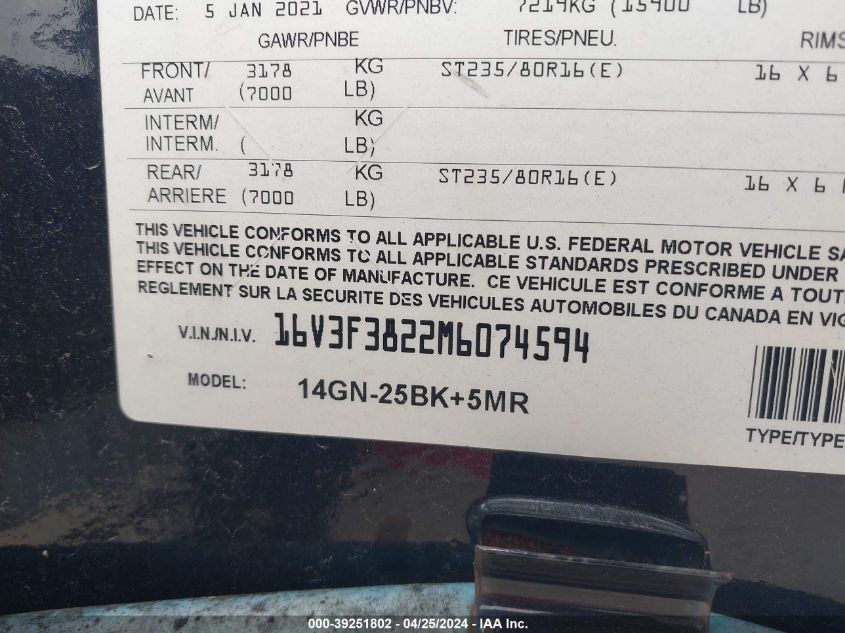 DATE: 5 JAN 2021 GVWR/PNBV: 7219KG (15900 LB)
GAWR/PNBE TIRES/PNEU. RIMS
FRONT/ 3178 KG ST235/80R16(E) 16 X 6
AVANT (7000 LB)
INTERM/ KG
INTERM. ( LB)
REAR/ 3178 KG ST235/80R16(E) 16 X 6
ARRIERE (7000 LB)
THIS VEHICLE CONFORMS TO ALL APPLICABLE U.S. FEDERAL MOTOR VEHICLE SA
THIS VEHICLE CONFORMS TO ALL APPLICABLE STANDARDS PRESCRIBED UNDER
EFFECT ON THE DATE OF MANUFACTURE. CE VEHICULE EST CONFORME A TOUT
REGLEMENT SUR LA SECURITE DES VEHICULES AUTOMOBILES DU CANADA EN VIG
V.I.N./N.I.V. 16V3F3822M6074594
MODEL: 14GN-25BK+5MR
TYPE/TYPE
000-39251802 - 04/25/2024 - IAA Inc.